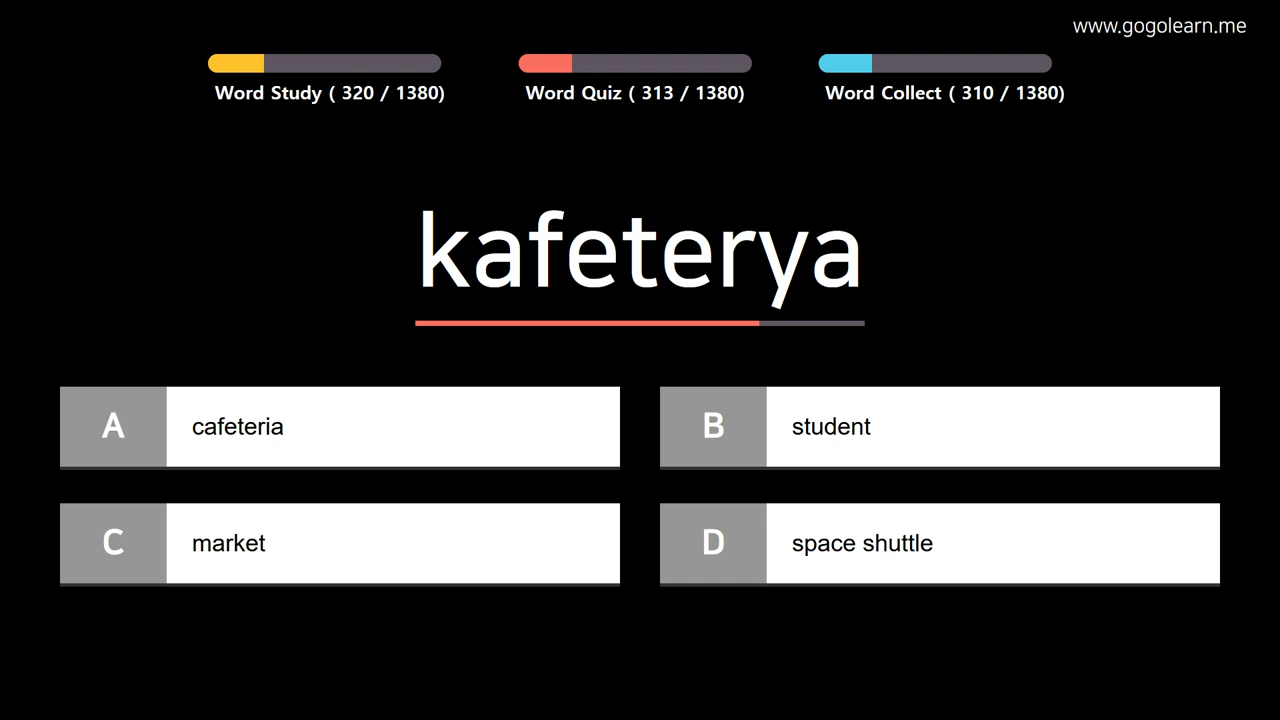 www.gogolearn.me
Word Study ( 320 / 1380)
Word Quiz ( 313 / 1380)
Word Collect ( 310 / 1380)
kafeterya
A cafeteria
B student
C market
D space shuttle